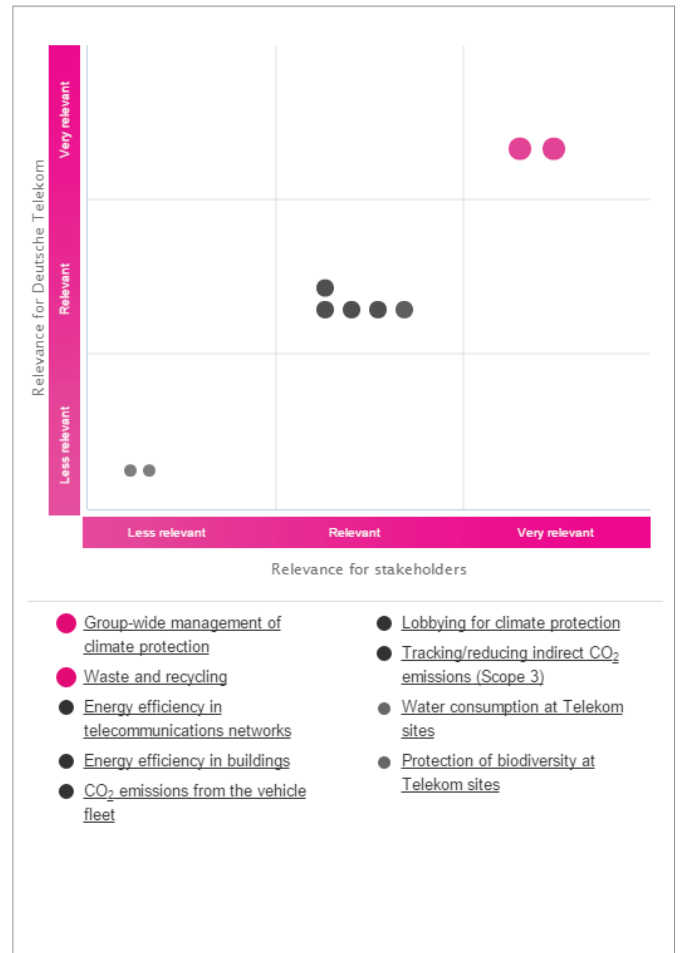 Relevance for Deutsche Telekom
Very relevant
Relevant
Less relevant
Less relevant
Relevant
Very relevant
Relevance for stakeholders
Group-wide management of
climate protection
Waste and recycling
Energy efficiency in
telecommunications networks
Energy efficiency in buildings
CO₂ emissions from the vehicle
fleet
Lobbying for climate protection
Tracking/reducing indirect CO₂
emissions (Scope 3)
Water consumption at Telekom
sites
Protection of biodiversity at
Telekom sites